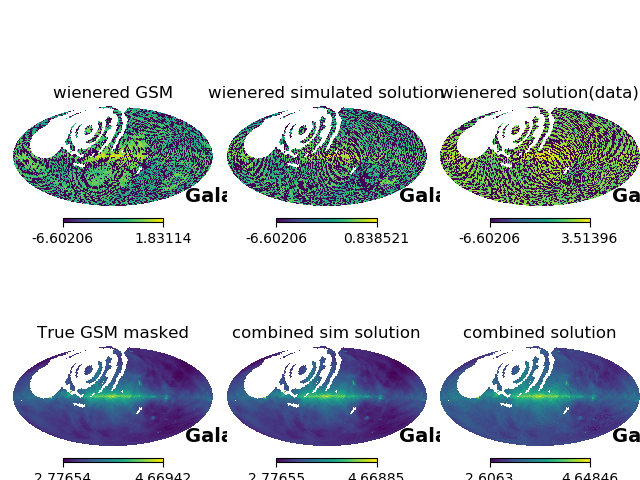 wienered GSM
wienered simulated solution
wienered solution(data)
Gala
Gala
Ga
-6.60206 1.83114
-6.60206 0.838521
-6.60206 3.51396
True GSM masked
combined sim solution
combined solution
Gala
Gala
Ga
2.77654 4.66942
2.77655 4.66885
2.6063 4.64846